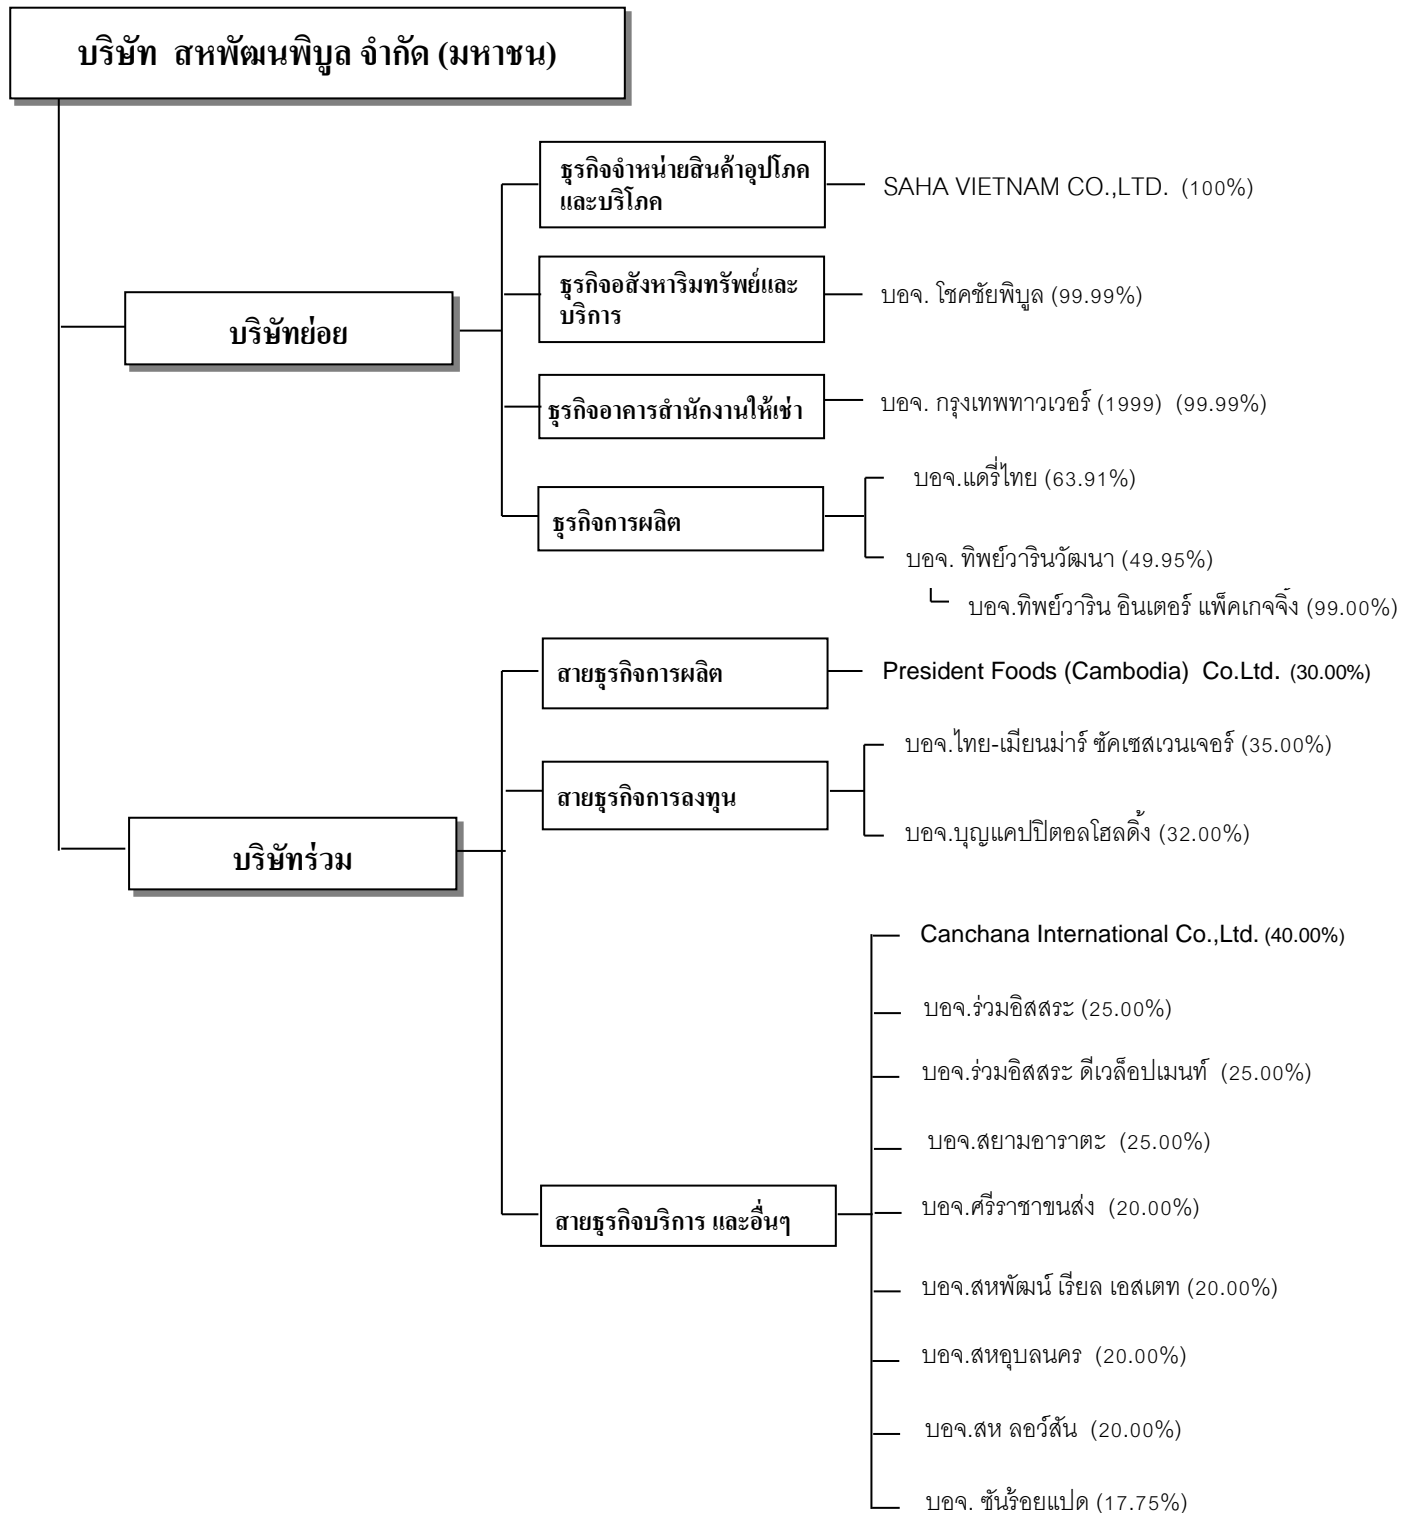 บริษัท สหพัฒนพิบูล จำกัด (มหาชน)
ธุรกิจจำหน่ายสินค้าอุปโภค
และบริโภค
SAHA VIETNAM CO.,LTD. (100%)
ธุรกิจอสังหาริมทรัพย์และ
บริการ
บอจ. โชคชัยพิบูล (99.99%)
บริษัทย่อย
ธุรกิจอาคารสำนักงานให้เช่า
บอจ. กรุงเทพทาวเวอร์ (1999) (99.99%)
ธุรกิจการผลิต
บอจ.แดรี่ไทย (63.91%)
บอจ. ทิพย์วารินวัฒนา (49.95%)
บอจ.ทิพย์วาริน อินเตอร์ แพ็คเกจจิ้ง (99.00%)
สายธุรกิจการผลิต
President Foods (Cambodia) Co.Ltd. (30.00%)
สายธุรกิจการลงทุน
บอจ.ไทย-เมียนม่าร์ ซัคเซสเวนเจอร์ (35.00%)
บอจ.บุญแคปปิตอลโฮลดิ้ง (32.00%)
บริษัทร่วม
สายธุรกิจบริการ และอื่นๆ
Canchana International Co.,Ltd. (40.00%)
บอจ.ร่วมอิสสระ (25.00%)
บอจ.ร่วมอิสสระ ดีเวล็อปเมนท์ (25.00%)
บอจ.สยามอาราตะ (25.00%)
บอจ.ศรีราชาขนส่ง (20.00%)
บอจ.สหพัฒน์ เรียล เอสเตท (20.00%)
บอจ.สหอุบลนคร (20.00%)
บอจ.สห ลอว์สัน (20.00%)
บอจ. ซันร้อยแปด (17.75%)